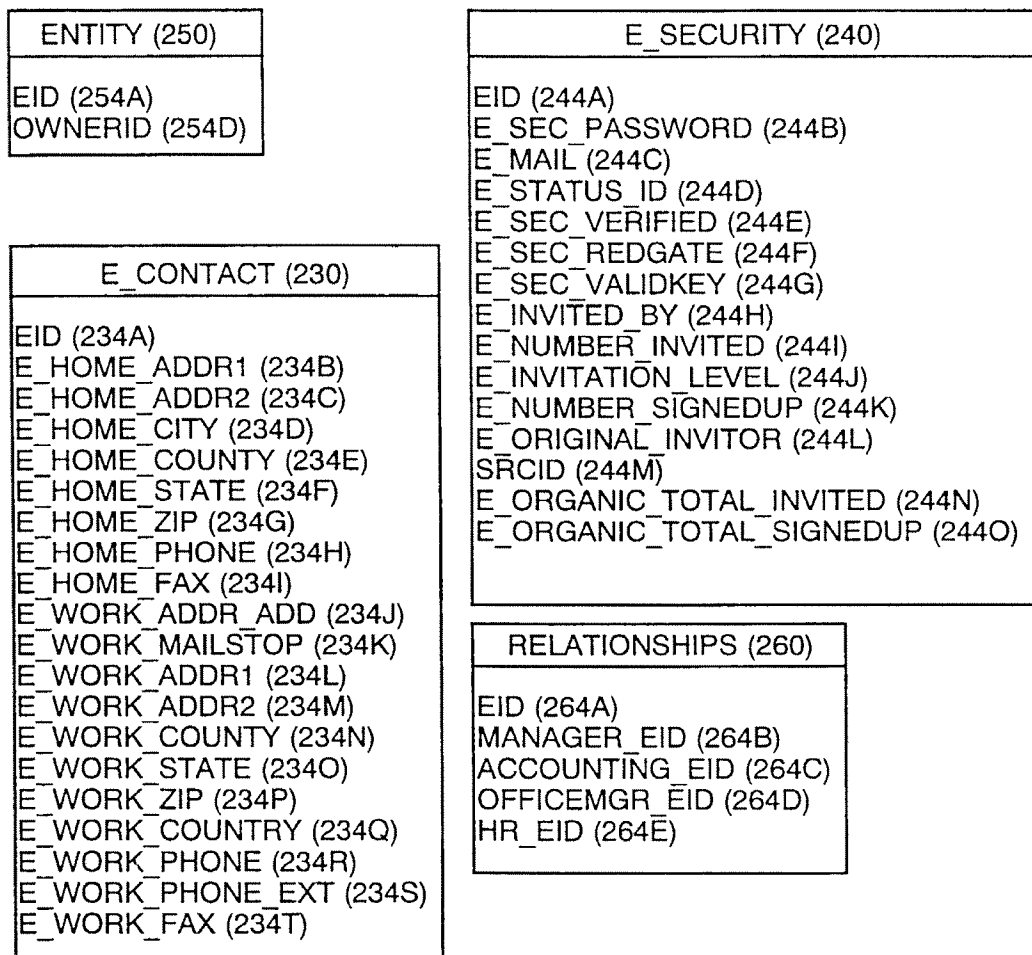 ENTITY (250)
EID (254A)
OWNERID (254D)
E_SECURITY (240)
EID (244A)
E_SEC_PASSWORD (244B)
E_MAIL (244C)
E_STATUS_ID (244D)
E_SEC_VERIFIED (244E)
E_SEC_REDGATE (244F)
E_SEC_VALIDKEY (244G)
E_INVITED_BY (244H)
E_NUMBER_INVITED (244I)
E_INVITATION_LEVEL (244J)
E_NUMBER_SIGNEDUP (244K)
E_ORIGINAL_INVITOR (244L)
SRCID (244M)
E_ORGANIC_TOTAL_INVITED (244N)
E_ORGANIC_TOTAL_SIGNEDUP (244O)
E_CONTACT (230)
EID (234A)
E_HOME_ADDR1 (234B)
E_HOME_ADDR2 (234C)
E_HOME_CITY (234D)
E_HOME_COUNTY (234E)
E_HOME_STATE (234F)
E_HOME_ZIP (234G)
E_HOME_PHONE (234H)
E_HOME_FAX (234I)
E_WORK_ADDR_ADD (234J)
E_WORK_MAILSTOP (234K)
E_WORK_ADDR1 (234L)
E_WORK_ADDR2 (234M)
E_WORK_COUNTY (234N)
E_WORK_STATE (234O)
E_WORK_ZIP (234P)
E_WORK_COUNTRY (234Q)
E_WORK_PHONE (234R)
E_WORK_PHONE_EXT (234S)
E_WORK_FAX (234T)
RELATIONSHIPS (260)
EID (264A)
MANAGER_EID (264B)
ACCOUNTING_EID (264C)
OFFICEMGR_EID (264D)
HR_EID (264E)